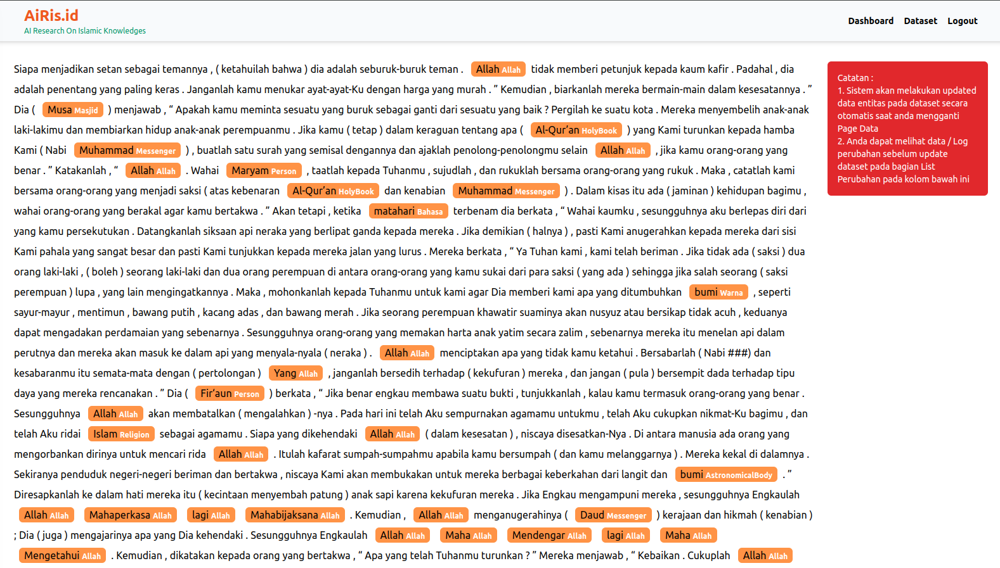 AiRis.id
AI Research On Islamic Knowledges
Dashboard Dataset Logout
Siapa menjadikan setan sebagai temannya , ( ketahuilah bahwa ) dia adalah seburuk-buruk teman . Allah Allah tidak memberi petunjuk kepada kaum kafir . Padahal , dia
adalah penentang yang paling keras . Janganlah kamu menukar ayat-ayat-Ku dengan harga yang murah . ” Kemudian , biarkanlah mereka bermain-main dalam kesesatannya . ”
Dia ( Musa Masjid ) menjawab , “ Apakah kamu meminta sesuatu yang buruk sebagai ganti dari sesuatu yang baik ? Pergilah ke suatu kota . Mereka menyembelih anak-anak
laki-lakimu dan membiarkan hidup anak-anak perempuanmu . Jika kamu ( tetap ) dalam keraguan tentang apa ( Al-Qur’an HolyBook ) yang Kami turunkan kepada hamba
Kami ( Nabi Muhammad Messenger ) , buatlah satu surah yang semisal dengannya dan ajaklah penolong-penolongmu selain Allah Allah , jika kamu orang-orang yang
benar . ” Katakanlah , “ Allah Allah . Wahai Maryam Person , taatlah kepada Tuhanmu , sujudlah , dan rukuklah bersama orang-orang yang rukuk . Maka , catatlah kami
bersama orang-orang yang menjadi saksi ( atas kebenaran Al-Qur’an HolyBook dan kenabian Muhammad Messenger ) . Dalam kisas itu ada ( jaminan ) kehidupan bagimu ,
wahai orang-orang yang berakal agar kamu bertakwa . ” Akan tetapi , ketika matahari Bahasa terbenam dia berkata , “ Wahai kaumku , sesungguhnya aku berlepas diri dari
yang kamu persekutukan . Datangkanlah siksaan api neraka yang berlipat ganda kepada mereka . Jika demikian ( halnya ) , pasti Kami anugerahkan kepada mereka dari sisi
Kami pahala yang sangat besar dan pasti Kami tunjukkan kepada mereka jalan yang lurus . Mereka berkata , “ Ya Tuhan kami , kami telah beriman . Jika tidak ada ( saksi ) dua
orang laki-laki , ( boleh ) seorang laki-laki dan dua orang perempuan di antara orang-orang yang kamu sukai dari para saksi ( yang ada ) sehingga jika salah seorang ( saksi
perempuan ) lupa , yang lain mengingatkannya . Maka , mohonkanlah kepada Tuhanmu untuk kami agar Dia memberi kami apa yang ditumbuhkan bumi Warna , seperti
sayur-mayur , mentimun , bawang putih , kacang adas , dan bawang merah . Jika seorang perempuan khawatir suaminya akan nusyuz atau bersikap tidak acuh , keduanya
dapat mengadakan perdamaian yang sebenarnya . Sesungguhnya orang-orang yang memakan harta anak yatim secara zalim , sebenarnya mereka itu menelan api dalam
perutnya dan mereka akan masuk ke dalam api yang menyala-nyala ( neraka ) . Allah Allah menciptakan apa yang tidak kamu ketahui . Bersabarlah ( Nabi ###) dan
kesabaranmu itu semata-mata dengan ( pertolongan ) Yang Allah , janganlah bersedih terhadap ( kekufuran ) mereka , dan jangan ( pula ) bersempit dada terhadap tipu
daya yang mereka rencanakan . ” Dia ( Fir‘aun Person ) berkata , “ Jika benar engkau membawa suatu bukti , tunjukkanlah , kalau kamu termasuk orang-orang yang benar .
Sesungguhnya Allah Allah akan membatalkan ( mengalahkan ) -nya . Pada hari ini telah Aku sempurnakan agamamu untukmu , telah Aku cukupkan nikmat-Ku bagimu , dan
telah Aku ridai Islam Religion sebagai agamamu . Siapa yang dikehendaki Allah Allah ( dalam kesesatan ) , niscaya disesatkan-Nya . Di antara manusia ada orang yang
mengorbankan dirinya untuk mencari rida Allah Allah . Itulah kafarat sumpah-sumpahmu apabila kamu bersumpah ( dan kamu melanggarnya ) . Mereka kekal di dalamnya .
Sekiranya penduduk negeri-negeri beriman dan bertakwa , niscaya Kami akan membukakan untuk mereka berbagai keberkahan dari langit dan bumi AstronomicalBody . ”
Diresapkanlah ke dalam hati mereka itu ( kecintaan menyembah patung ) anak sapi karena kekufuran mereka . Jika Engkau mengampuni mereka , sesungguhnya Engkaulah
Allah Allah Mahaperkasa Allah lagi Allah Mahabijaksana Allah . Kemudian , Allah Allah menganugerahinya ( Daud Messenger ) kerajaan dan hikmah ( kenabian )
; Dia ( juga ) mengajarinya apa yang Dia kehendaki . Sesungguhnya Engkaulah Allah Allah Maha Allah Mendengar Allah lagi Allah Maha Allah
Mengetahui Allah . Kemudian , dikatakan kepada orang yang bertakwa , “ Apa yang telah Tuhanmu turunkan ? ” Mereka menjawab , “ Kebaikan . Cukuplah Allah Allah
Catatan :
1. Sistem akan melakukan updated
data entitas pada dataset secara
otomatis saat anda mengganti
Page Data
2. Anda dapat melihat data / Log
perubahan sebelum update
dataset pada bagian List
Perubahan pada kolom bawah ini